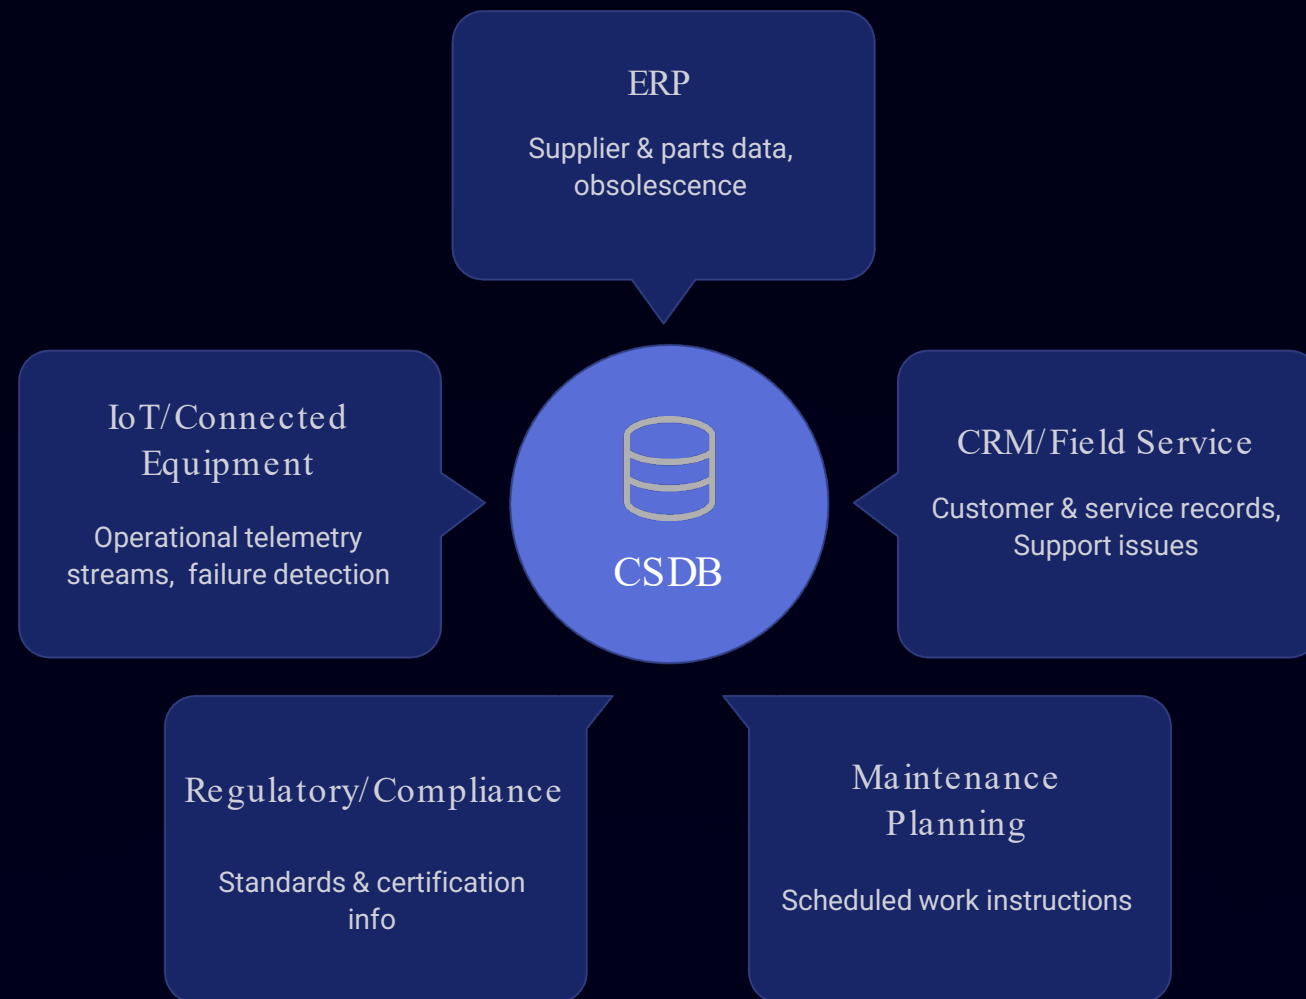 ERP
Supplier & parts data,
obsolescence
IoT/Connected
Equipment
Operational telemetry
streams, failure detection
CSDB
CRM/Field Service
Customer & service records,
Support issues
Regulatory/Compliance
Standards & certification
info
Maintenance
Planning
Scheduled work instructions